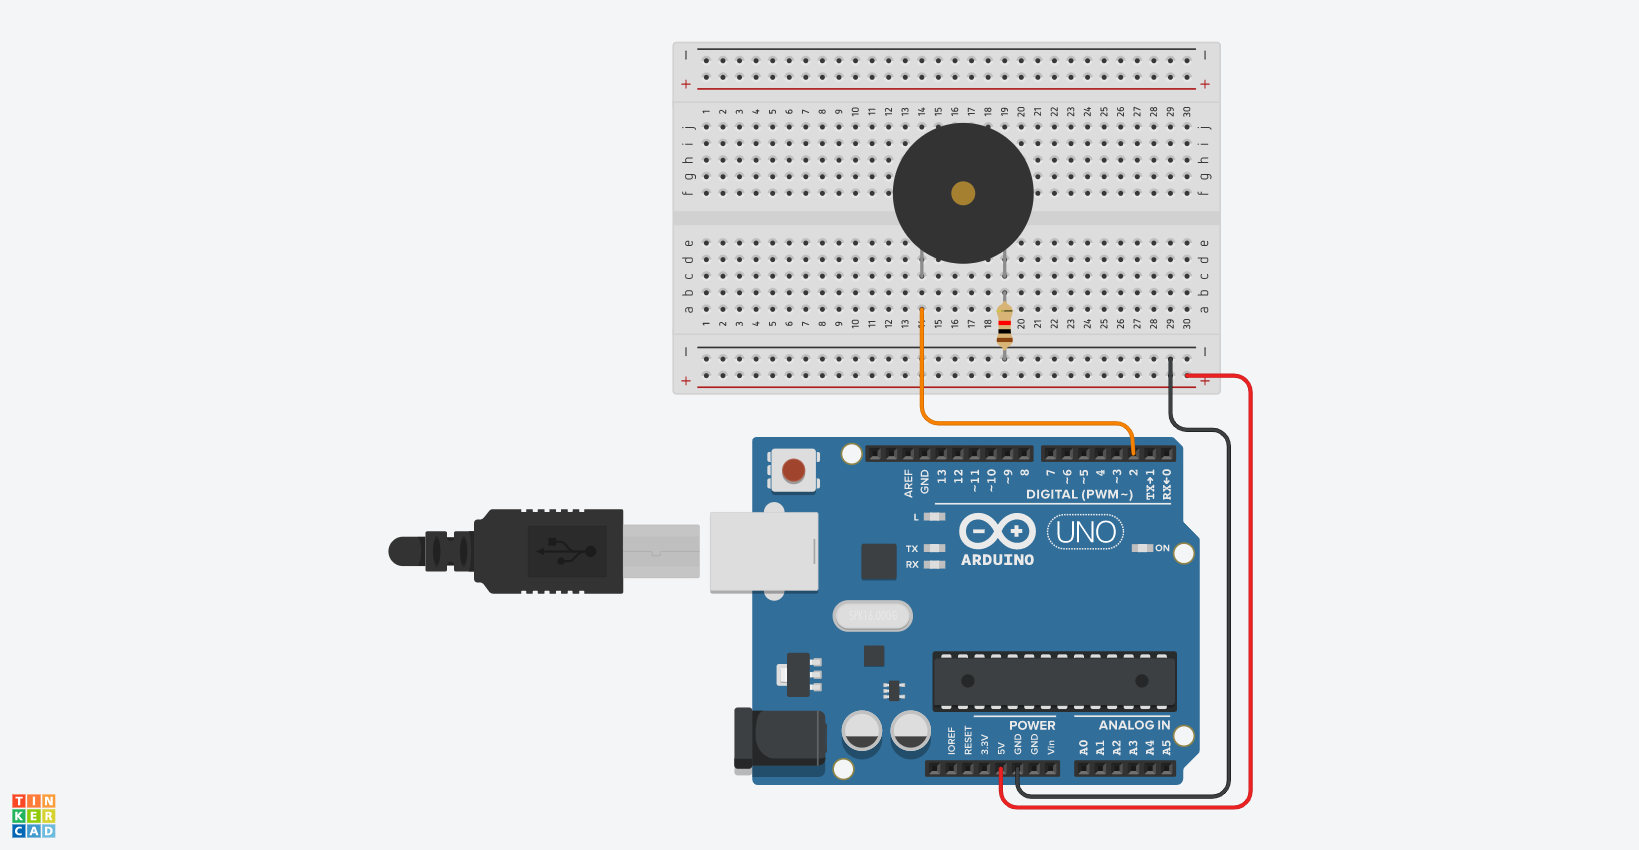 − −
+ +
1 2 3 4 5 6 7 8 9 10 11 12 13 14 15 16 17 18 19 20 21 22 23 24 25 26 27 28 29 30
j j
i i
h h
g g
f f
e e
d d
c c
b b
a a
1 2 3 4 5 6 7 8 9 10 11 12 13 15 16 17 18 20 21 22 23 24 25 26 27 28 29 30
− −
+ +
AREF GND 13 12 ~11 ~10 ~9 8 7 ~6 ~5 4 ~3 2 TX→1 RX←0
DIGITAL (PWM~)
L
UNO
TX
ON
RX
ARDUINO
POWER
ANALOG IN
IOREF RESET 3.3V 5V GND GND Vin A0 A1 A2 A3 A4 A5
TIN
KER
CAD